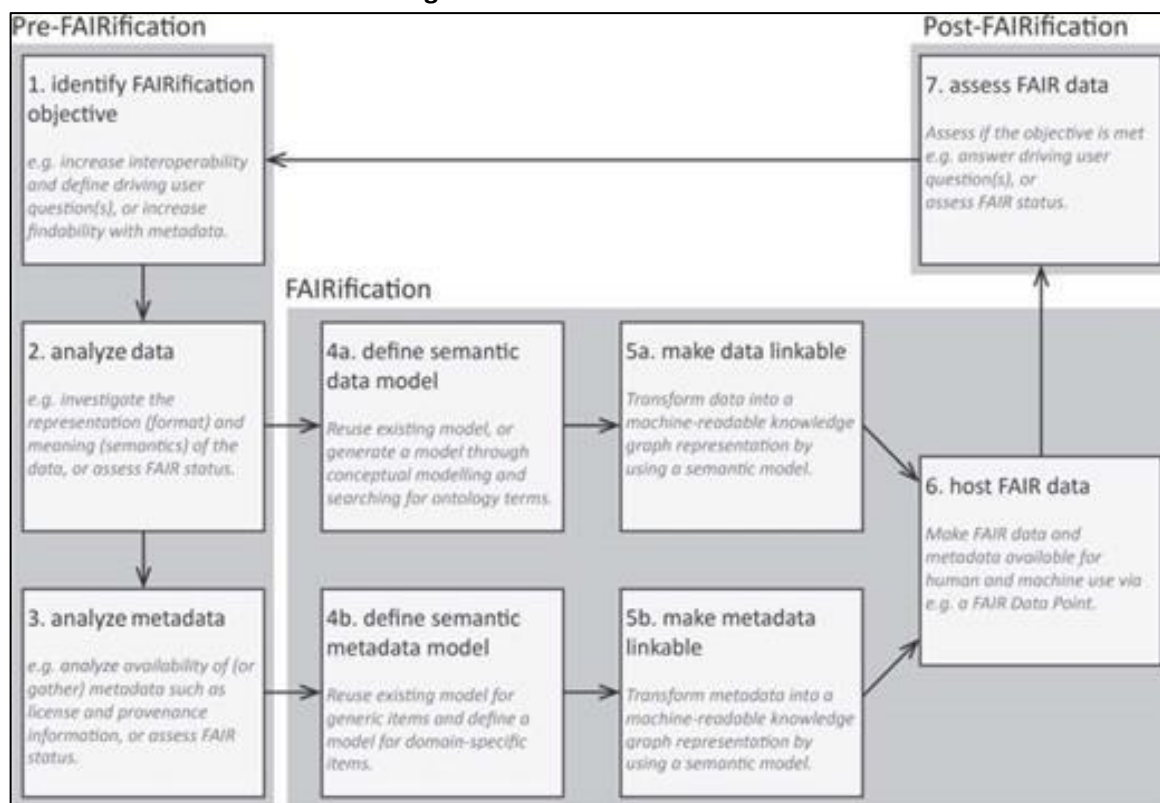 Pre-FAIRification
Post-FAIRification
1. identify FAIRification
objective
e.g. increase interoperability
and define driving user
question(s), or increase
findability with metadata.
7. assess FAIR data
Assess if the objective is met
e.g. answer driving user
question(s), or
assess FAIR status.
FAIRification
2. analyze data
e.g. investigate the
representation (format) and
meaning (semantics) of the
data, or assess FAIR status.
4a. define semantic
data model
Reuse existing model, or
generate a model through
conceptual modelling and
searching for ontology terms.
5a. make data linkable
Transform data into a
machine-readable knowledge
graph representation by
using a semantic model.
6. host FAIR data
Make FAIR data and
metadata available for
human and machine use via
e.g. a FAIR Data Point.
3. analyze metadata
e.g. analyze availability of (or
gather) metadata such as
license and provenance
information, or assess FAIR
status.
4b. define semantic
metadata model
Reuse existing model for
generic items and define a
model for domain-specific
items.
5b. make metadata
linkable
Transform metadata into a
machine-readable knowledge
graph representation by
using a semantic model.